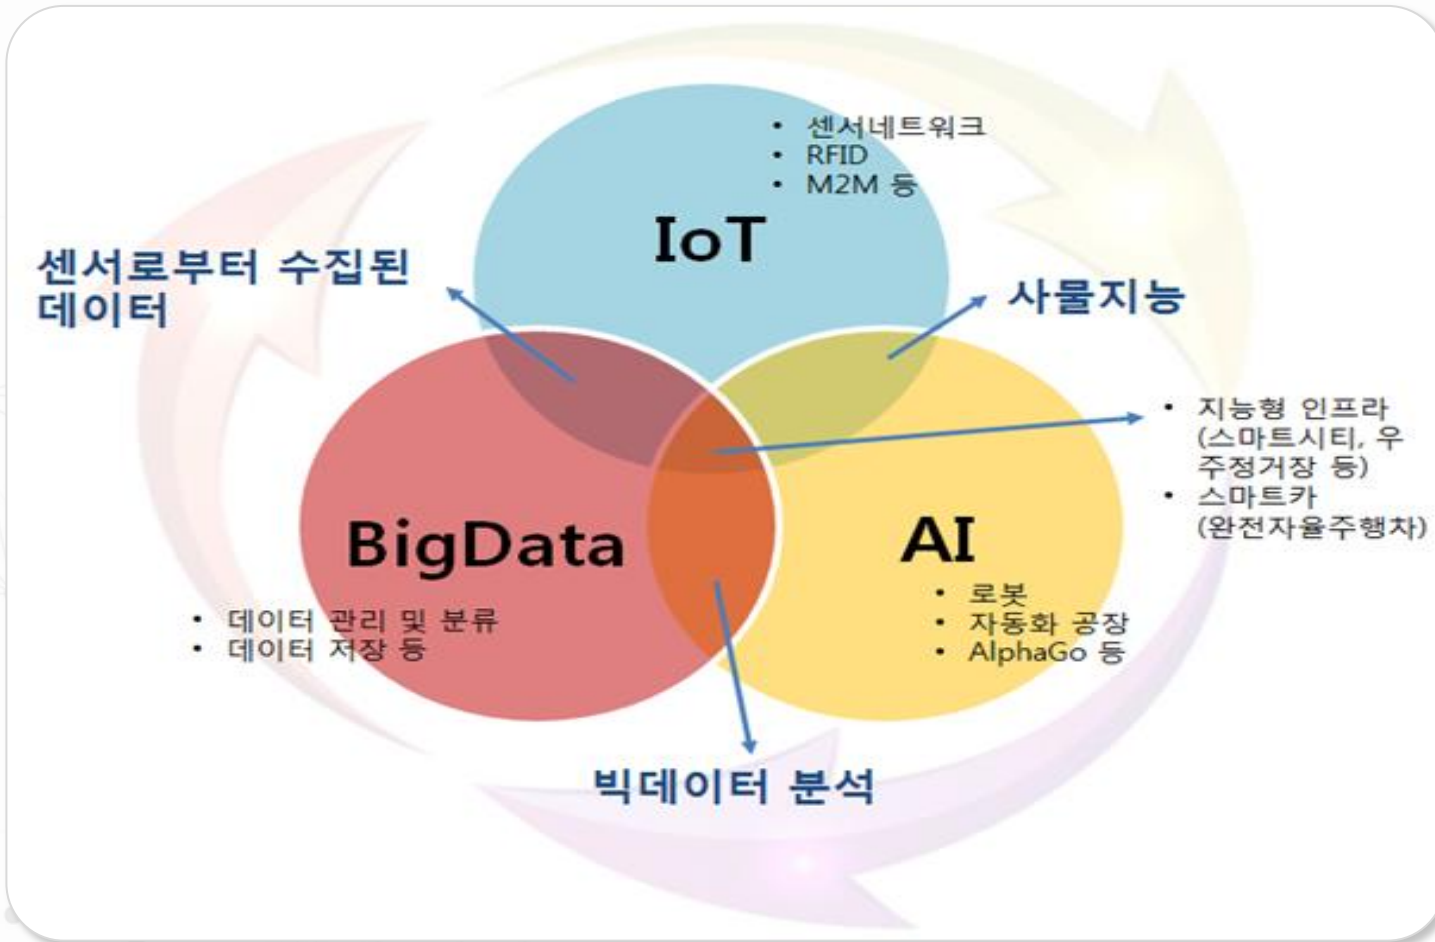 • 센서네트워크
• RFID
• M2M 등
IoT
센서로부터 수집된
데이터
사물지능
• 지능형 인프라
(스마트시티, 우
주정거장 등)
• 스마트카
(완전자율주행차)
BigData
• 데이터 관리 및 분류
• 데이터 저장 등
AI
• 로봇
• 자동화 공장
• AlphaGo 등
빅데이터 분석